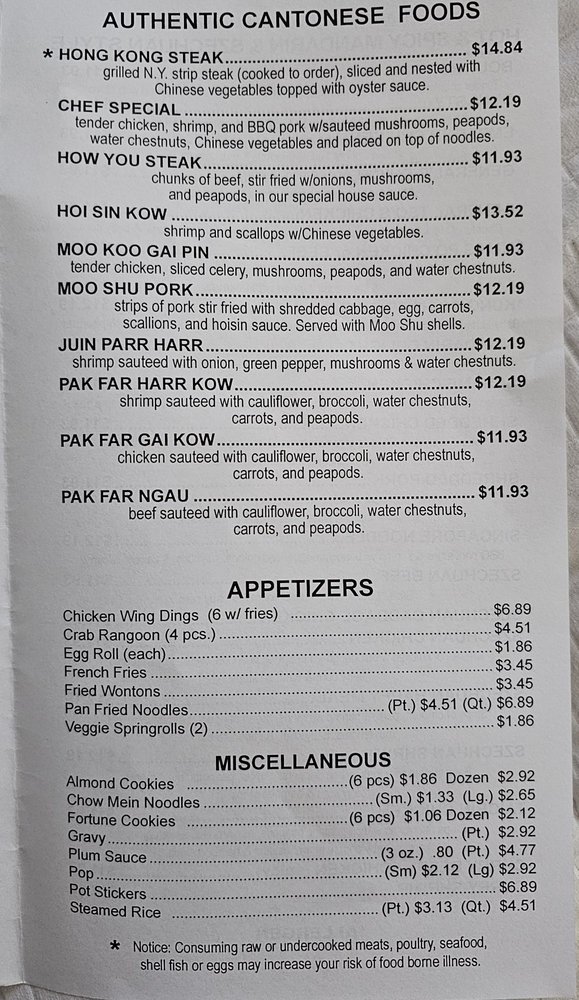 AUTHENTIC CANTONESE FOODS
* HONG KONG STEAK.......................................... $14.84
grilled N.Y. strip steak (cooked to order), sliced and nested with
Chinese vegetables topped with oyster sauce.
CHEF SPECIAL .................................................. $12.19
tender chicken, shrimp, and BBQ pork w/sauteed mushrooms, peapods,
water chestnuts, Chinese vegetables and placed on top of noodles.
HOW YOU STEAK.............................................. $11.93
chunks of beef, stir fried w/onions, mushrooms,
and peapods, in our special house sauce.
HOI SIN KOW .................................................... $13.52
shrimp and scallops w/Chinese vegetables.
MOO KOO GAI PIN ............................................ $11.93
tender chicken, sliced celery, mushrooms, peapods, and water chestnuts.
MOO SHU PORK................................................ $12.19
strips of pork stir fried with shredded cabbage, egg, carrots,
scallions, and hoisin sauce. Served with Moo Shu shells.
JUIN PARR HARR.............................................. $12.19
shrimp sauteed with onion, green pepper, mushrooms & water chestnuts.
PAK FAR HARR KOW......................................... $12.19
shrimp sauteed with cauliflower, broccoli, water chestnuts,
carrots, and peapods.
PAK FAR GAI KOW............................................ $11.93
chicken sauteed with cauliflower, broccoli, water chestnuts,
carrots, and peapods.
PAK FAR NGAU ................................................. $11.93
beef sauteed with cauliflower, broccoli, water chestnuts,
carrots, and peapods.
APPETIZERS
Chicken Wing Dings (6 w/ fries) ................................... $6.89
Crab Rangoon (4 pcs.) ................................................ $4.51
Egg Roll (each)........................................................... $1.86
French Fries ............................................................... $3.45
Fried Wontons ............................................................ $3.45
Pan Fried Noodles................................... (Pt.) $4.51 (Qt.) $6.89
Veggie Springrolls (2) .................................................. $1.86
MISCELLANEOUS
Almond Cookies ............................(6 pcs) $1.86 Dozen $2.92
Chow Mein Noodles .............................. (Sm.) $1.33 (Lg.) $2.65
Fortune Cookies ............................(6 pcs) $1.06 Dozen $2.12
Gravy.................................................................. (Pt.) $2.92
Plum Sauce ....................................... (3 oz.) .80 (Pt.) $4.77
Pop.................................................. (Sm) $2.12 (Lg) $2.92
Pot Stickers ............................................................... $6.89
Steamed Rice ................................... (Pt.) $3.13 (Qt.) $4.51
* Notice: Consuming raw or undercooked meats, poultry, seafood,
shell fish or eggs may increase your risk of food borne illness.